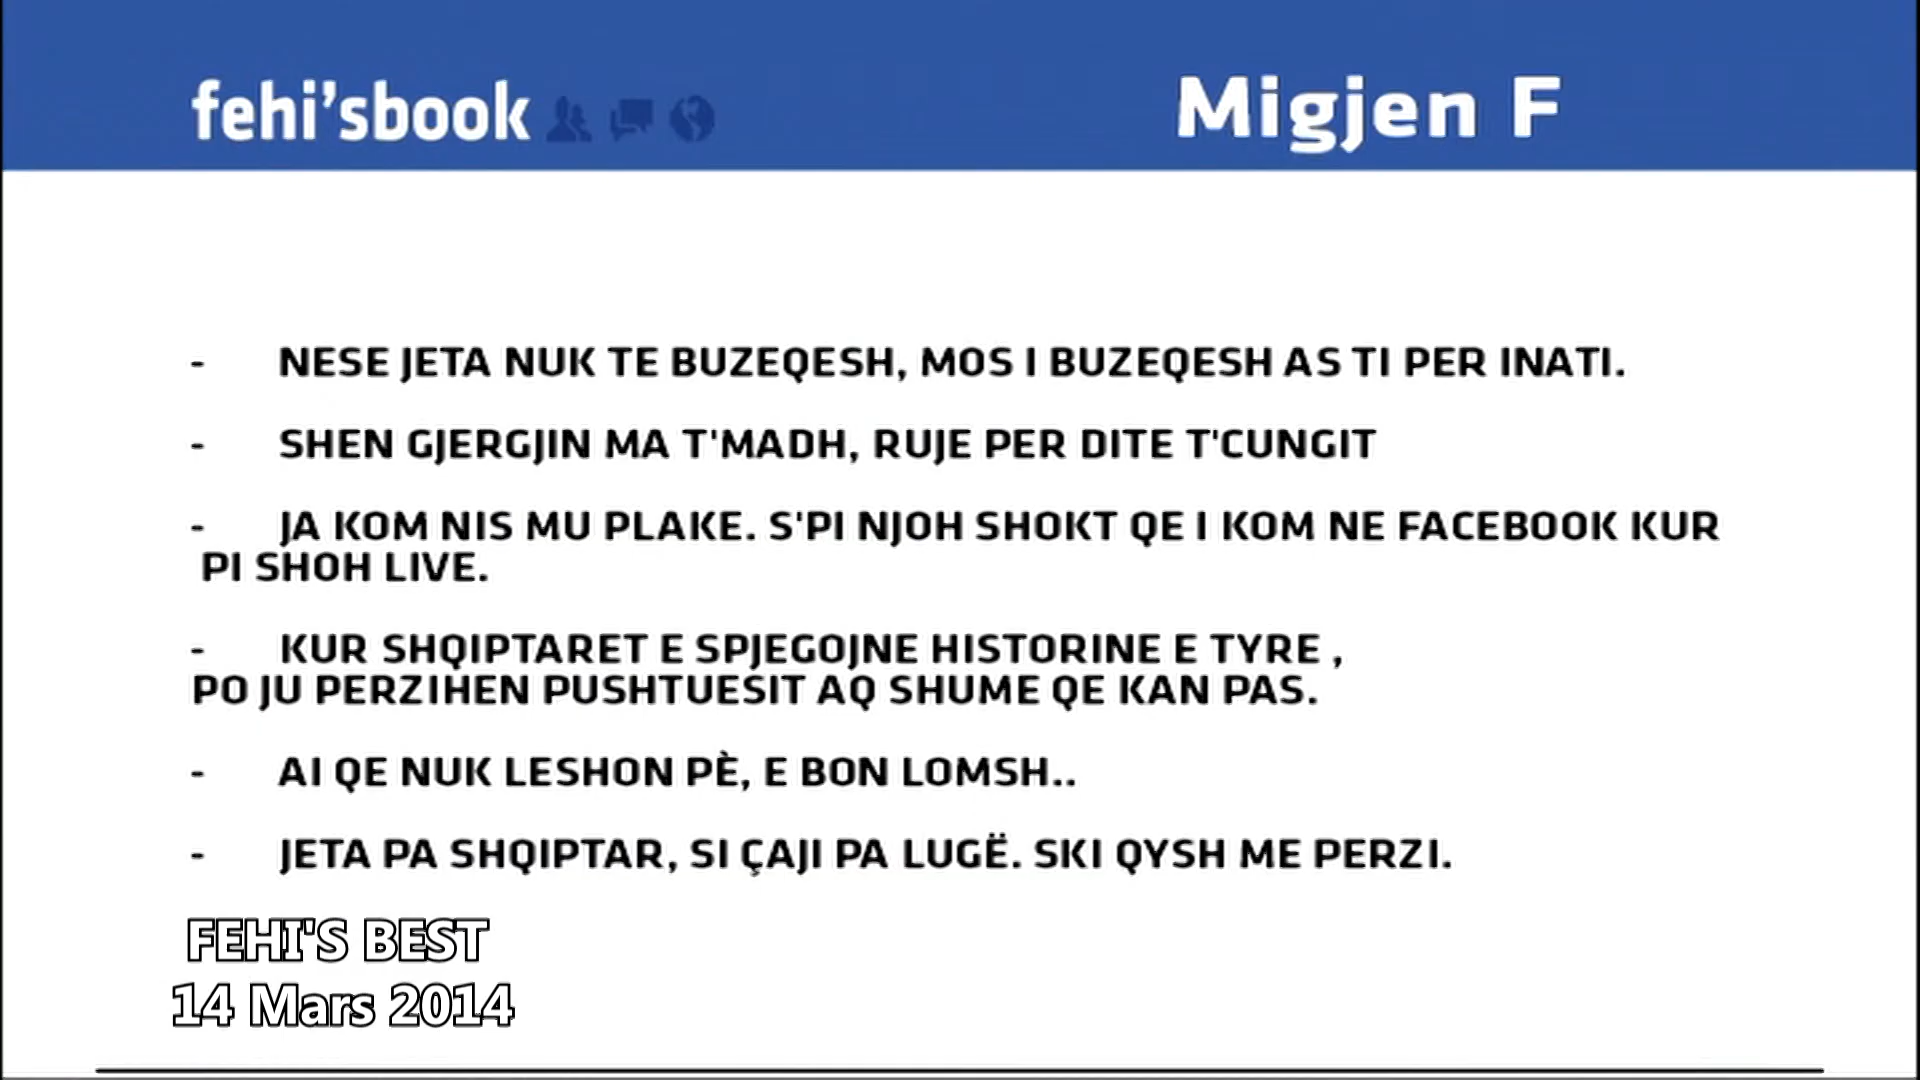 fehi'sbook
Migjen F
- NESE JETA NUK TE BUZEQESH, MOS I BUZEQESH AS TI PER INATI.
- SHEN GJERGJIN MA T'MADH, RUJE PER DITE T'CUNGIT
- JA KOM NIS MU PLAKE. S'PI NJOH SHOKT QE I KOM NE FACEBOOK KUR
PI SHOH LIVE.
- KUR SHQIPTARET E SPJEGOJNE HISTORINE E TYRE ,
PO JU PERZIHEN PUSHTUESIT AQ SHUME QE KAN PAS.
- AI QE NUK LESHON PÈ, E BON LOMSH..
- JETA PA SHQIPTAR, SI ÇAJI PA LUGË. SKI QYSH ME PERZI.
FEHI'S BEST
14 Mars 2014